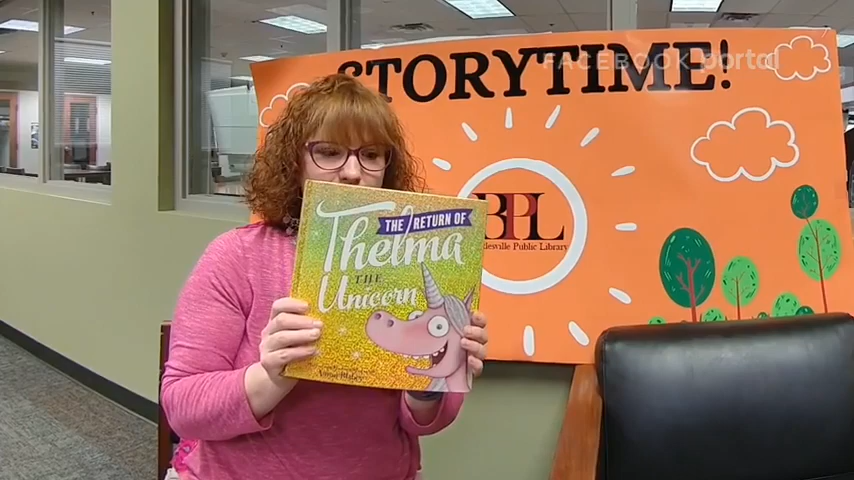 STORYTIME!
FACEBOOK portal
THE RETURN OF
Thelma
THE
Unicorn
BPL
Public Library